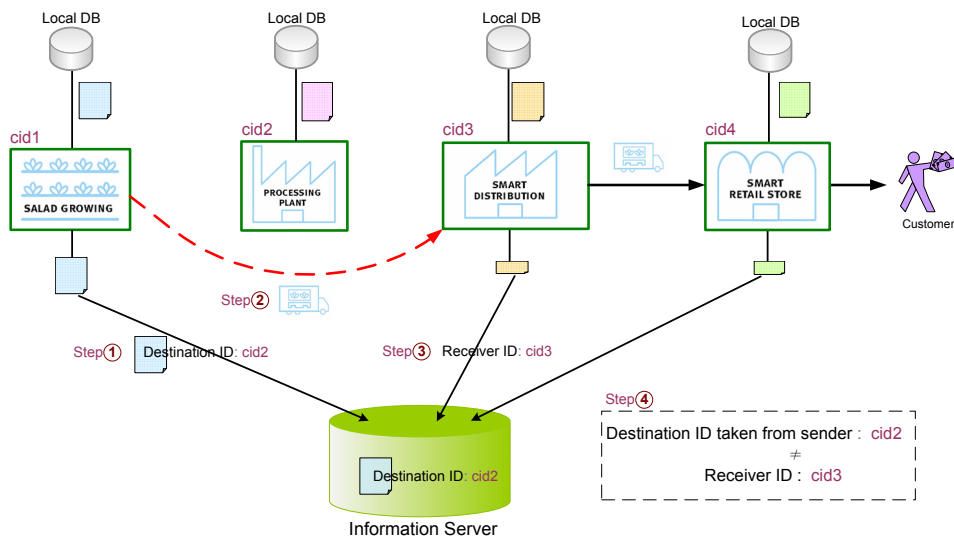 Local DB
Local DB
Local DB
Local DB
cid1
cid2
cid3
cid4
SALAD GROWING
PROCESSING
PLANT
SMART
DISTRIBUTION
SMART
RETAIL STORE
Customer
Step②
Step① Destination ID: cid2
Step③ Receiver ID: cid3
Step④
Destination ID taken from sender : cid2
≠
Receiver ID : cid3
Destination ID: cid2
Information Server